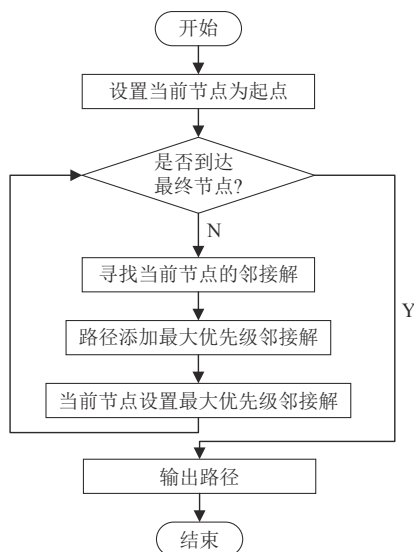 开始
设置当前节点为起点
是否到达
最终节点?
N
寻找当前节点的邻接解
Y
路径添加最大优先级邻接解
当前节点设置最大优先级邻接解
输出路径
结束